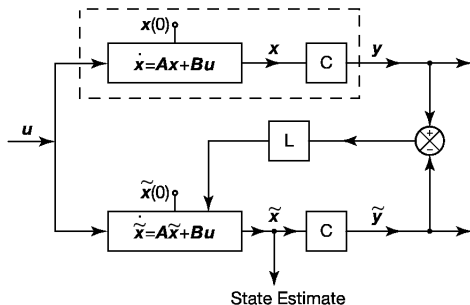 x(0)
ẋ=Ax+Bu
x
C
y
u
L
+
−
x̃(0)
x̃̇=Ax̃+Bu
x̃
C
ỹ
State Estimate